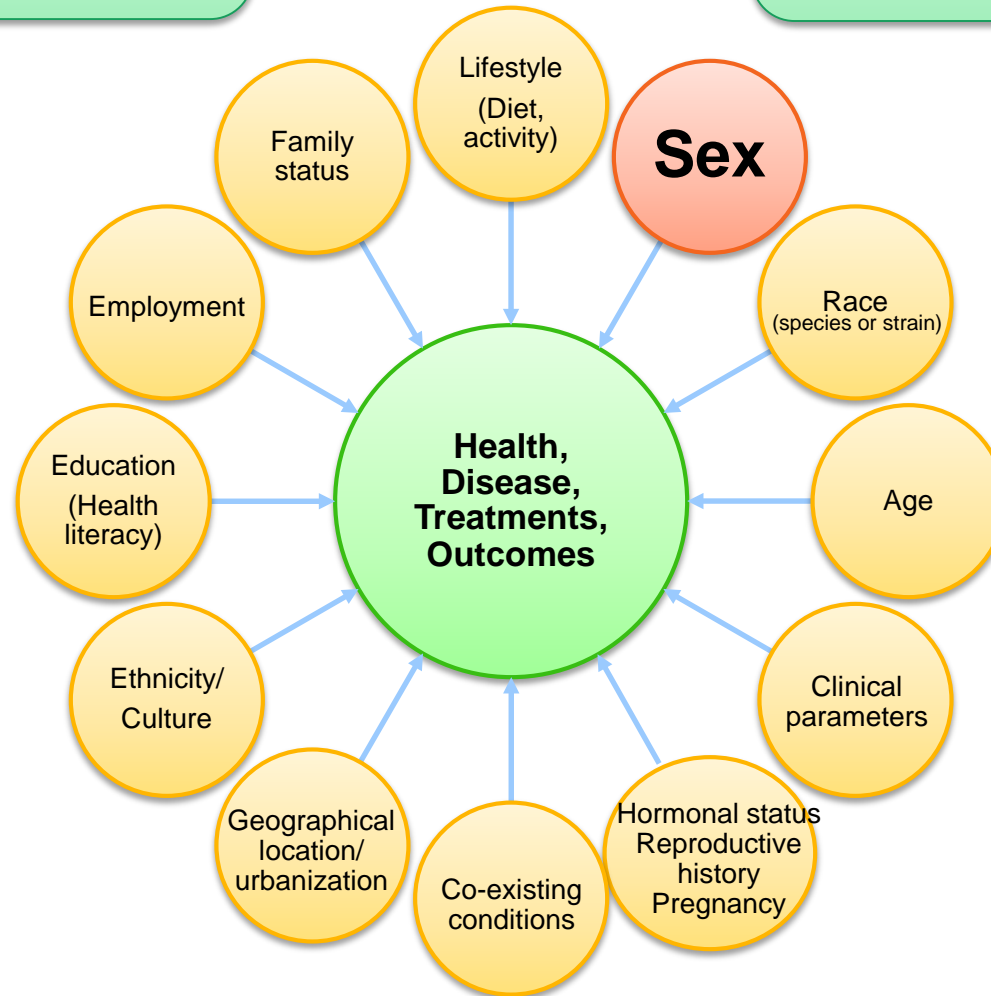 Lifestyle
(Diet,
activity)
Sex
Race
(species or strain)
Age
Clinical
parameters
Hormonal status
Reproductive
history
Pregnancy
Co-existing
conditions
Geographical
location/
urbanization
Ethnicity/
Culture
Education
(Health
literacy)
Employment
Family
status
Health,
Disease,
Treatments,
Outcomes